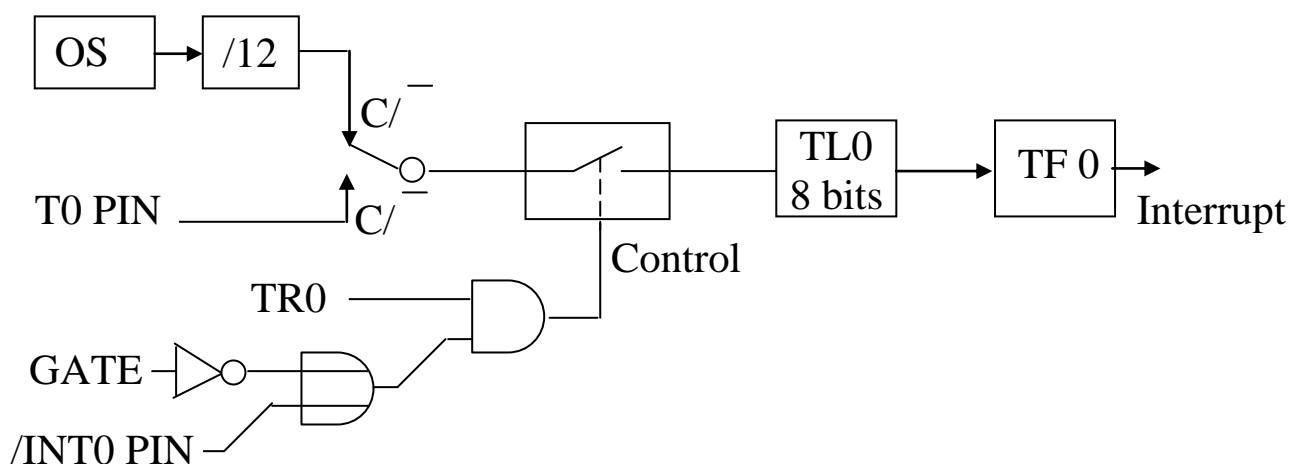 OS
/12
C/‾
T0 PIN
C/‾
TL0
8 bits
TF 0
Interrupt
Control
TR0
GATE
/INT0 PIN